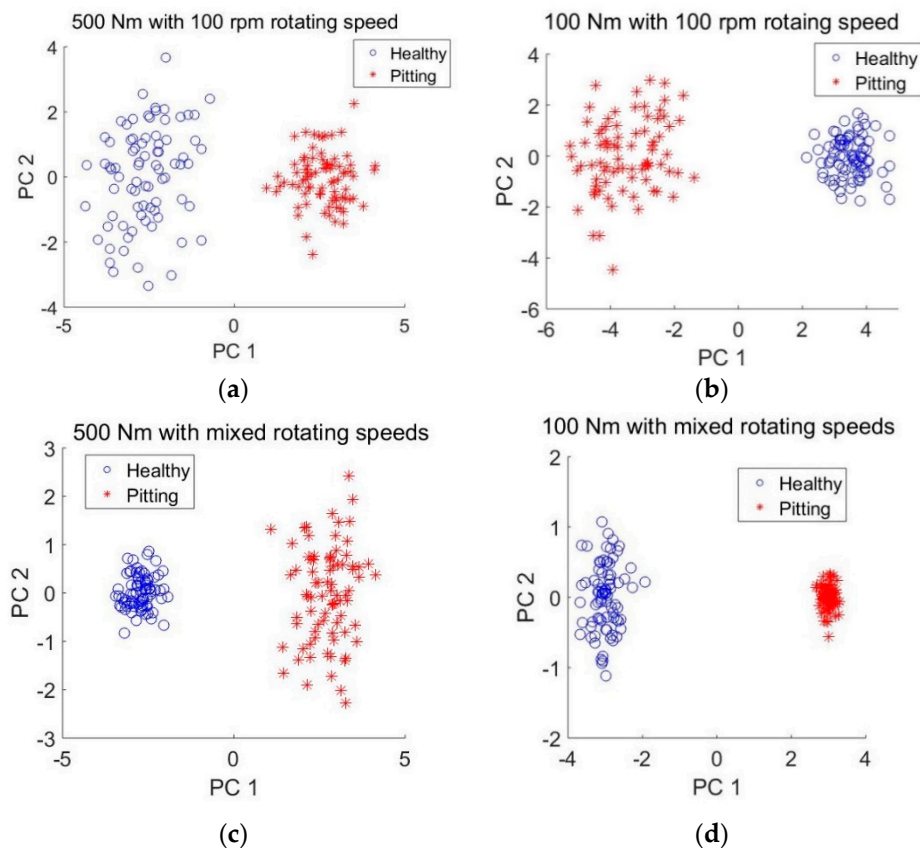 500 Nm with 100 rpm rotating speed
Healthy
Pitting
4
2
0
-2
-4
PC 2
-5
0
5
PC 1
(a)
100 Nm with 100 rpm rotaing speed
Healthy
Pitting
4
2
0
-2
-4
-6
PC 2
-6
-4
-2
0
2
4
PC 1
(b)
500 Nm with mixed rotating speeds
Healthy
Pitting
3
2
1
0
-1
-2
-3
PC 2
-5
0
5
PC 1
(c)
100 Nm with mixed rotating speeds
Healthy
Pitting
2
1
0
-1
-2
PC 2
-4
-2
0
2
4
PC 1
(d)